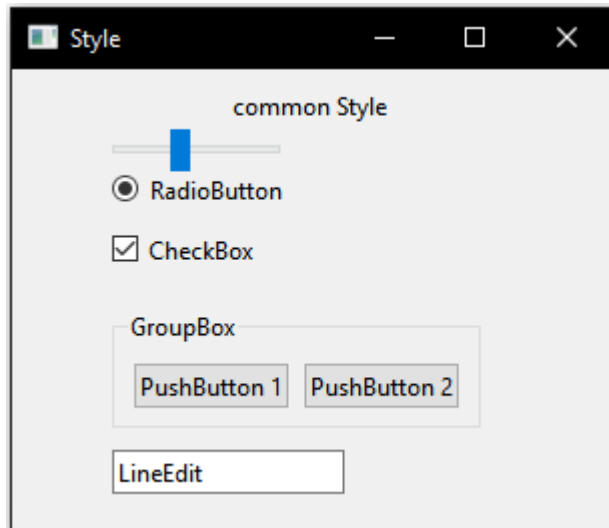 Style
common Style
RadioButton
CheckBox
GroupBox
PushButton 1 PushButton 2
LineEdit